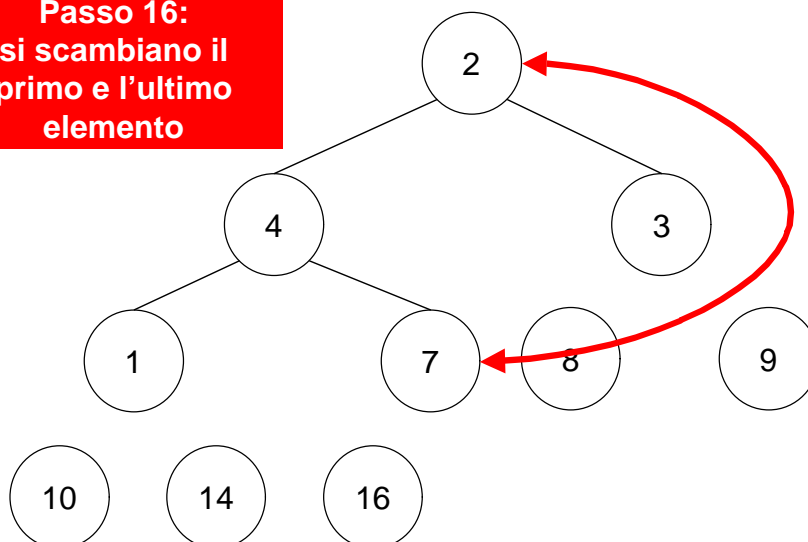 Passo 16:
si scambiano il
primo e l'ultimo
elemento
2
4
3
1
7
8
9
10
14
16